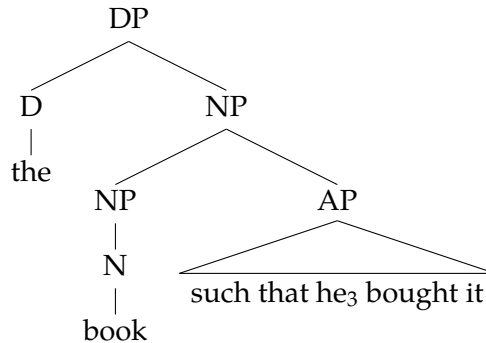 DP
D NP
the
NP AP
N
such that he₃ bought it
book